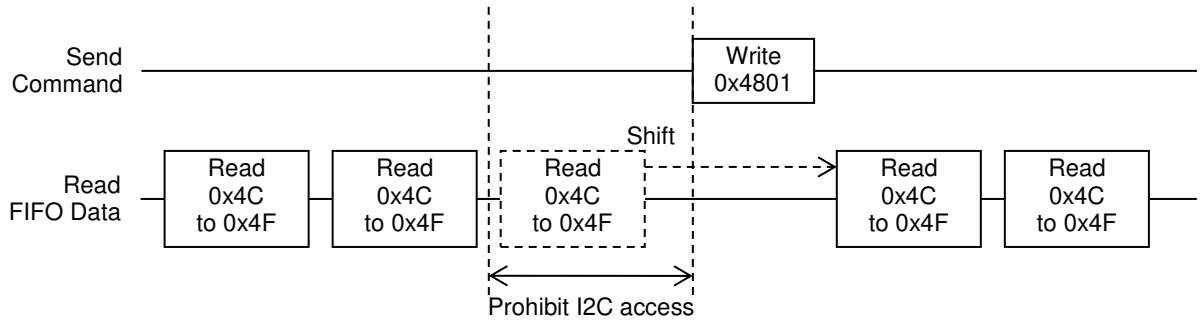 Send
Command
Write
0x4801
Shift
Read
FIFO Data
Read
0x4C
to 0x4F
Read
0x4C
to 0x4F
Read
0x4C
to 0x4F
Read
0x4C
to 0x4F
Read
0x4C
to 0x4F
Prohibit I2C access